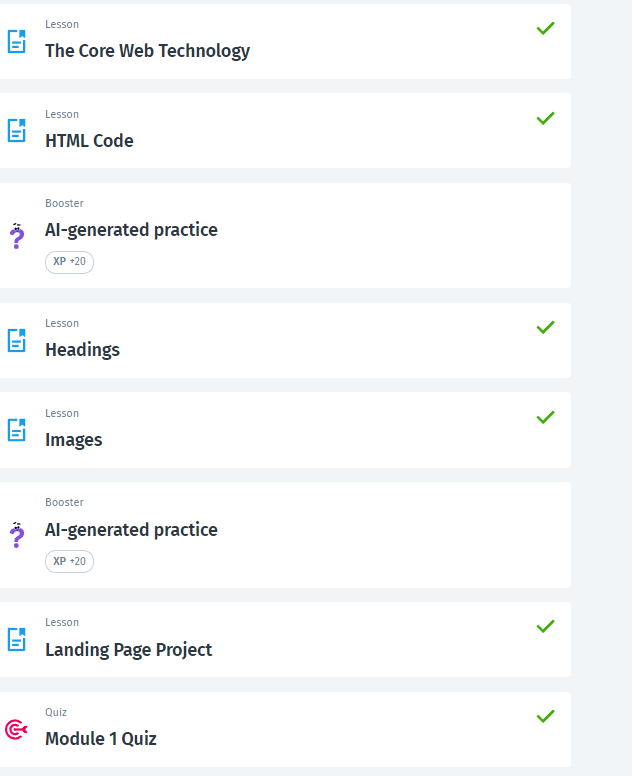 Lesson
The Core Web Technology
Lesson
HTML Code
Booster
AI-generated practice
XP +20
Lesson
Headings
Lesson
Images
Booster
AI-generated practice
XP +20
Lesson
Landing Page Project
Quiz
Module 1 Quiz